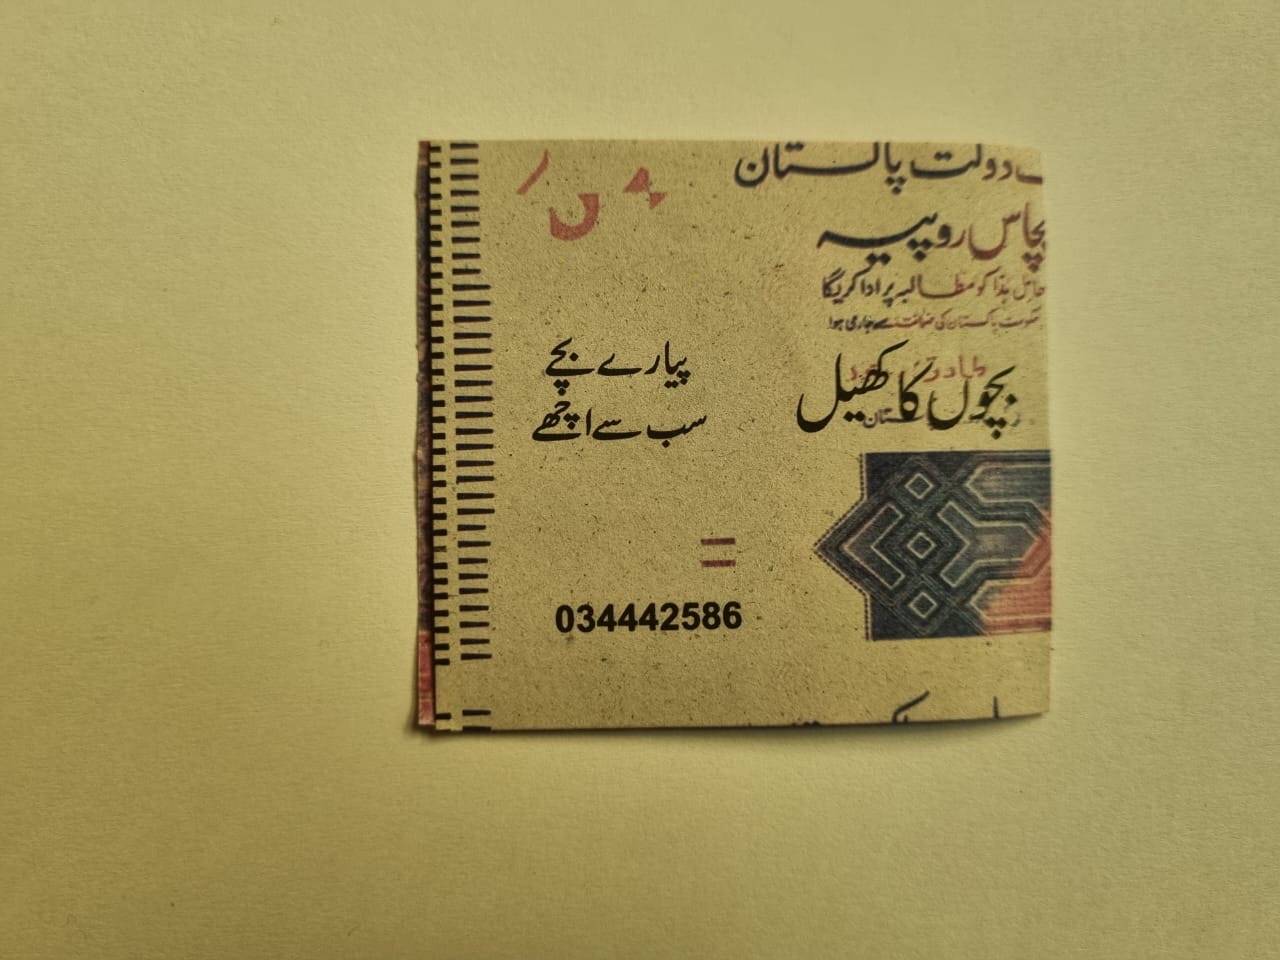 دولت پاکستان
پچاس روپیہ
حامل ہذا کو مطالبہ پر ادا کریگا
حکومت پاکستان کی ضمانت سے جاری ہوا
بچوں کا کھیل
پیارے بچے
سب سے اچھے
=
034442586